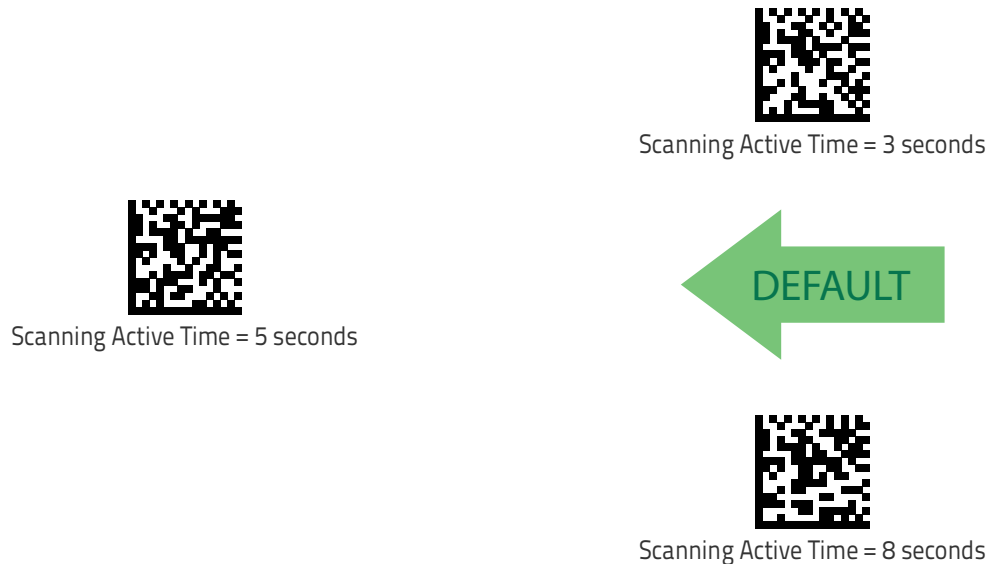 Scanning Active Time = 3 seconds
DEFAULT
Scanning Active Time = 5 seconds
Scanning Active Time = 8 seconds